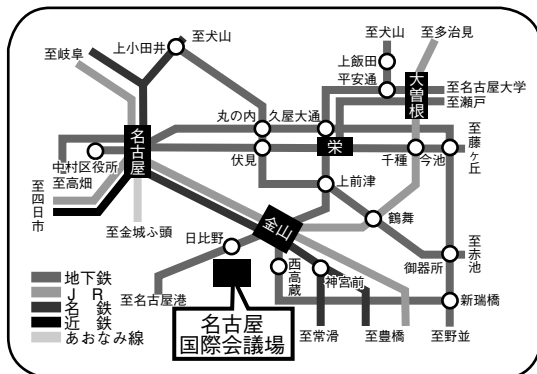 至犬山
至犬山
至多治見
至岐阜
上小田井
上飯田
平安通
大曽根
至名古屋大学
至瀬戸
丸の内
久屋大通
名古屋
伏見
栄
千種
今池
至藤ヶ丘
中村区役所
至高畑
上前津
至四日市
至金城ふ頭
金山
鶴舞
日比野
西高蔵
神宮前
御器所
至赤池
新瑞橋
至名古屋港
名古屋
国際会議場
至常滑
至豊橋
至野並
地下鉄
JR
名鉄
近鉄
あおなみ線